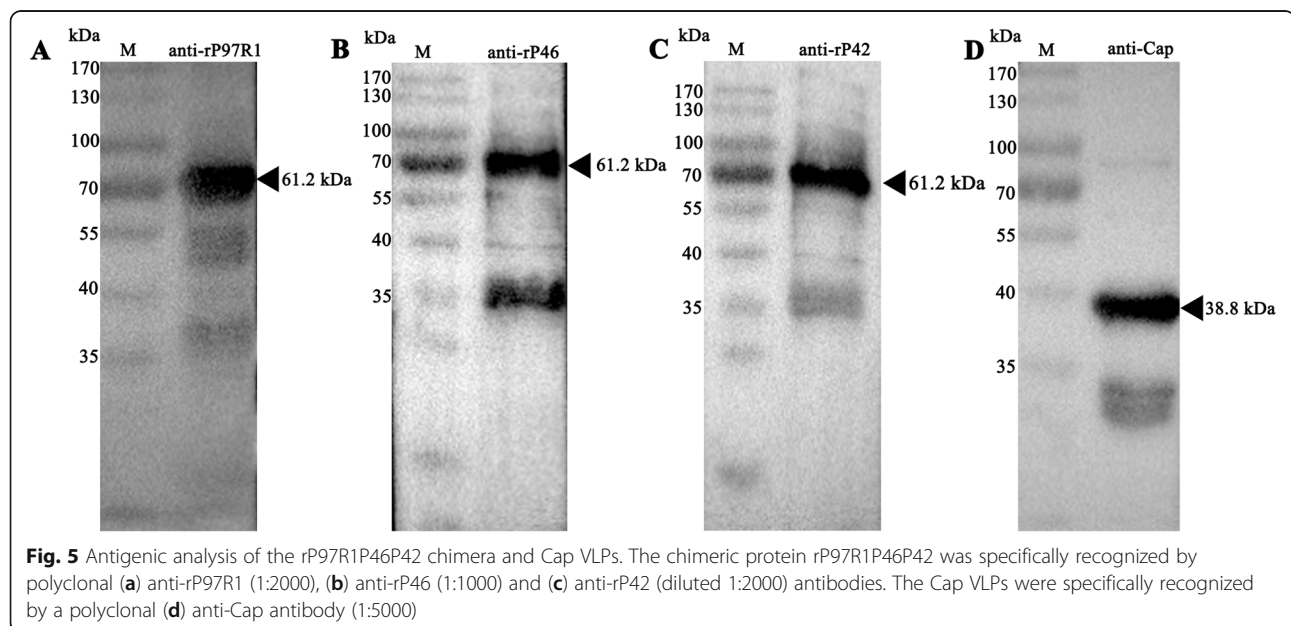 A
kDa
M
anti-rP97R1
170
130
100
70
55
40
35
61.2 kDa
B
kDa
M
anti-rP46
170
130
100
70
55
40
35
61.2 kDa
C
kDa
M
anti-rP42
170
130
100
70
55
40
35
61.2 kDa
D
kDa
M
anti-Cap
170
130
100
70
55
40
35
38.8 kDa
Fig. 5 Antigenic analysis of the rP97R1P46P42 chimera and Cap VLPs. The chimeric protein rP97R1P46P42 was specifically recognized by
polyclonal (a) anti-rP97R1 (1:2000), (b) anti-rP46 (1:1000) and (c) anti-rP42 (diluted 1:2000) antibodies. The Cap VLPs were specifically recognized
by a polyclonal (d) anti-Cap antibody (1:5000)